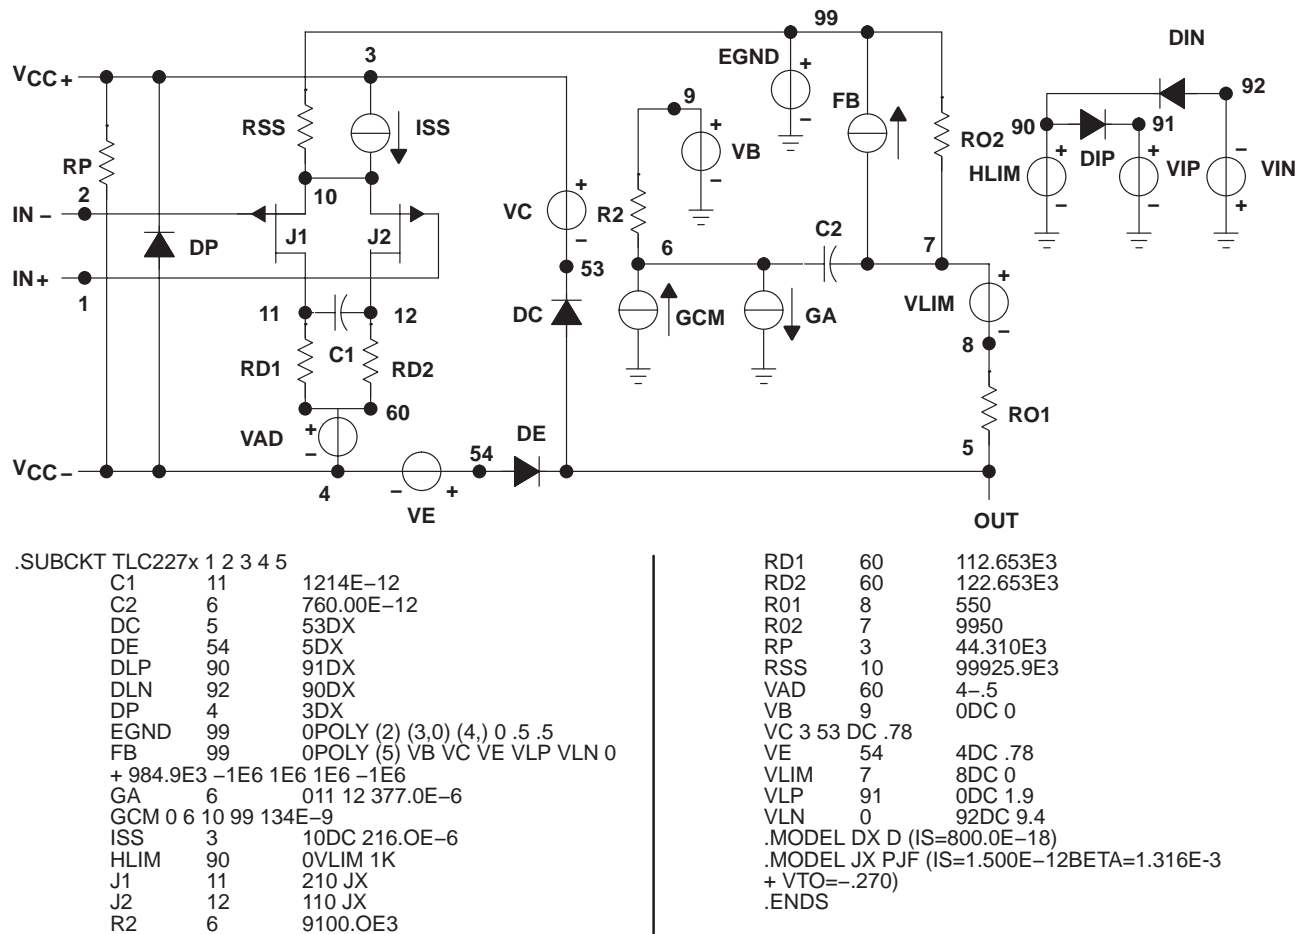 99
DIN
3
EGND
+
VCC+
9
FB
92
RSS
ISS
+
VB
−
−
RO2
90
91
RP
DIP
+
+
−
HLIM
VIP
VIN
−
−
+
2
10
IN −
J1
J2
VC
+
−
R2
C2
DP
6
7
IN+
1
53
+
VLIM
−
11
12
DC
GCM
GA
8
C1
RD1
RD2
RO1
60
VAD
+
−
DE
54
5
VCC−
4
−
+
VE
OUT
.SUBCKT TLC227x 1 2 3 4 5
C1 11 1214E−12
C2 6 760.00E−12
DC 5 53DX
DE 54 5DX
DLP 90 91DX
DLN 92 90DX
DP 4 3DX
EGND 99 0POLY (2) (3,0) (4,) 0 .5 .5
FB 99 0POLY (5) VB VC VE VLP VLN 0
+ 984.9E3 −1E6 1E6 1E6 −1E6
GA 6 011 12 377.0E−6
GCM 0 6 10 99 134E−9
ISS 3 10DC 216.OE−6
HLIM 90 0VLIM 1K
J1 11 210 JX
J2 12 110 JX
R2 6 9100.OE3
RD1 60 112.653E3
RD2 60 122.653E3
R01 8 550
R02 7 9950
RP 3 44.310E3
RSS 10 99925.9E3
VAD 60 4−.5
VB 9 0DC 0
VC 3 53 DC .78
VE 54 4DC .78
VLIM 7 8DC 0
VLP 91 0DC 1.9
VLN 0 92DC 9.4
.MODEL DX D (IS=800.0E−18)
.MODEL JX PJF (IS=1.500E−12BETA=1.316E-3
+ VTO=−.270)
.ENDS